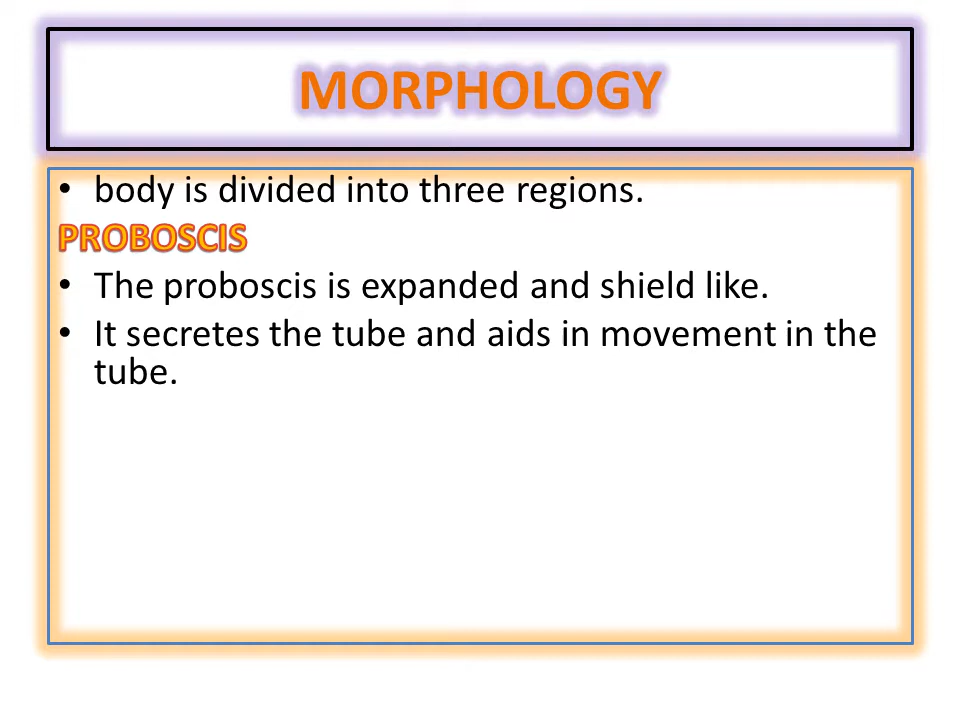 MORPHOLOGY
• body is divided into three regions.
PROBOSCIS
• The proboscis is expanded and shield like.
• It secretes the tube and aids in movement in the
tube.